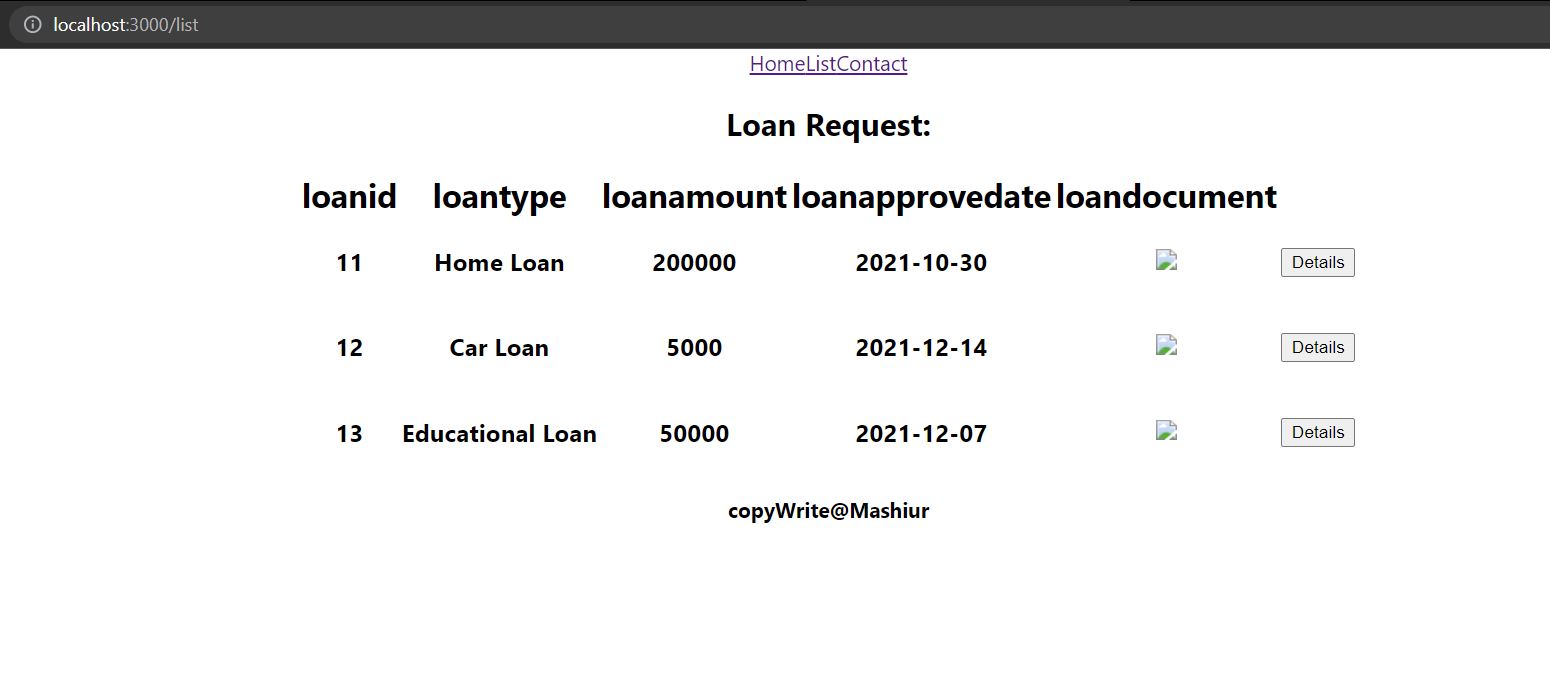 localhost:3000/list
HomeListContact
Loan Request:
loanid loantype loanamount loanapprovedate loandocument
11 Home Loan 200000 2021-10-30 Details
12 Car Loan 5000 2021-12-14 Details
13 Educational Loan 50000 2021-12-07 Details
copyWrite@Mashiur